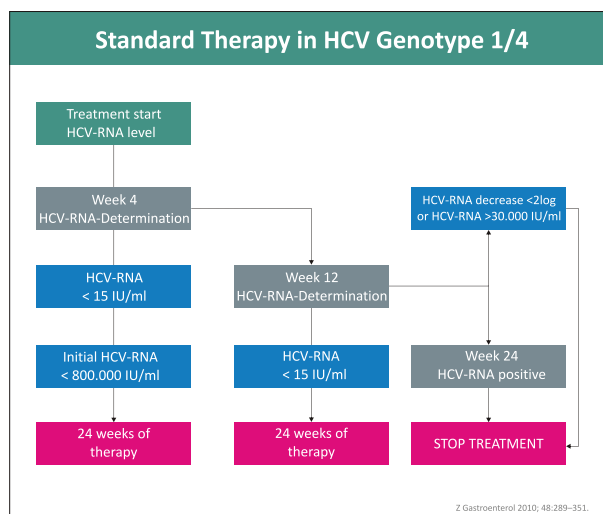 Standard Therapy in HCV Genotype 1/4
Treatment start
HCV-RNA level
Week 4
HCV-RNA-Determination
HCV-RNA
< 15 IU/ml
Initial HCV-RNA
< 800.000 IU/ml
24 weeks of
therapy
Week 12
HCV-RNA-Determination
HCV-RNA
< 15 IU/ml
24 weeks of
therapy
HCV-RNA decrease <2log
or HCV-RNA >30.000 IU/ml
Week 24
HCV-RNA positive
STOP TREATMENT
Z Gastroenterol 2010; 48:289–351.